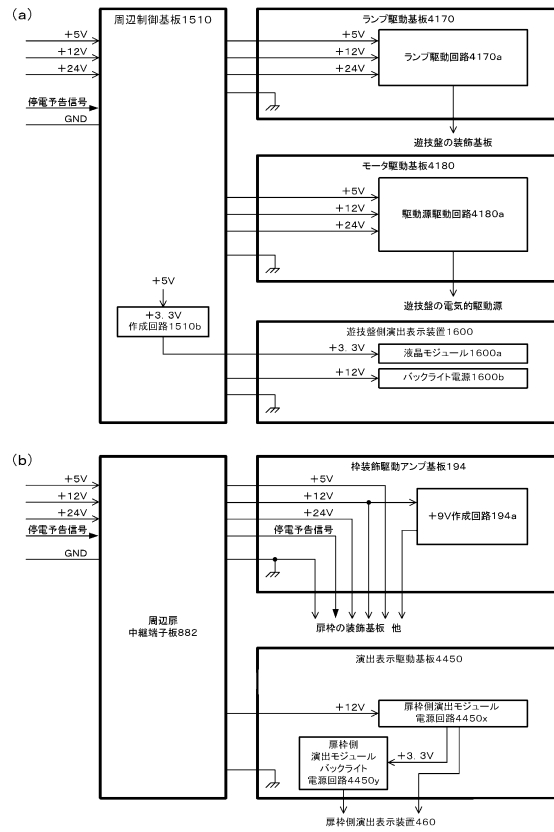 (a)
周辺制御基板1510
+5V
+12V
+24V
停電予告信号
GND
+5V
+3.3V
作成回路1510b
ランプ駆動基板4170
+5V
+12V
+24V
ランプ駆動回路4170a
遊技盤の装飾基板
モータ駆動基板4180
+5V
+12V
+24V
駆動源駆動回路4180a
遊技盤の電気的駆動源
遊技盤側演出表示装置1600
+3.3V
液晶モジュール1600a
+12V
バックライト電源1600b
(b)
+5V
+12V
+24V
停電予告信号
GND
周辺扉
中継端子板882
枠装飾駆動アンプ基板194
+5V
+12V
+24V
停電予告信号
+9V作成回路194a
扉枠の装飾基板 他
演出表示駆動基板4450
+12V
扉枠側演出モジュール
電源回路4450x
+3.3V
扉枠側
演出モジュール
バックライト
電源回路4450y
扉枠側演出表示装置460